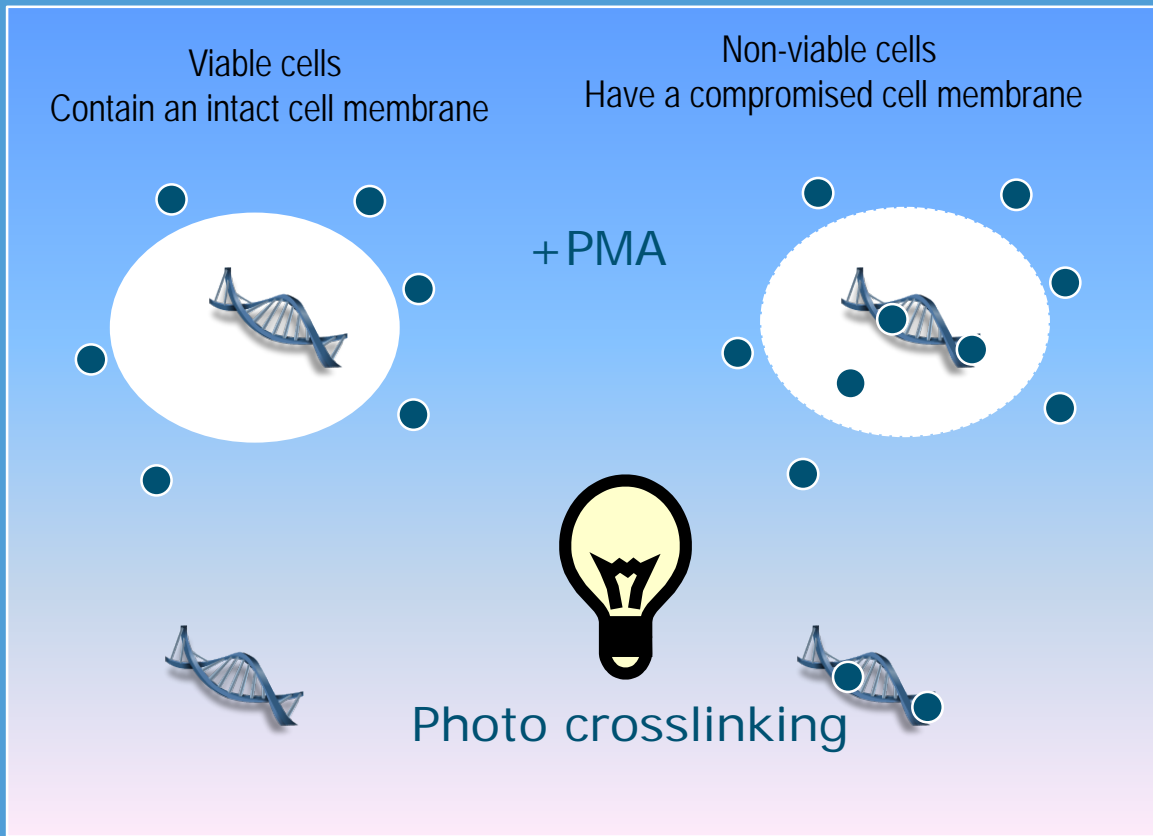 Viable cells
Contain an intact cell membrane
Non-viable cells
Have a compromised cell membrane
+PMA
Photo crosslinking